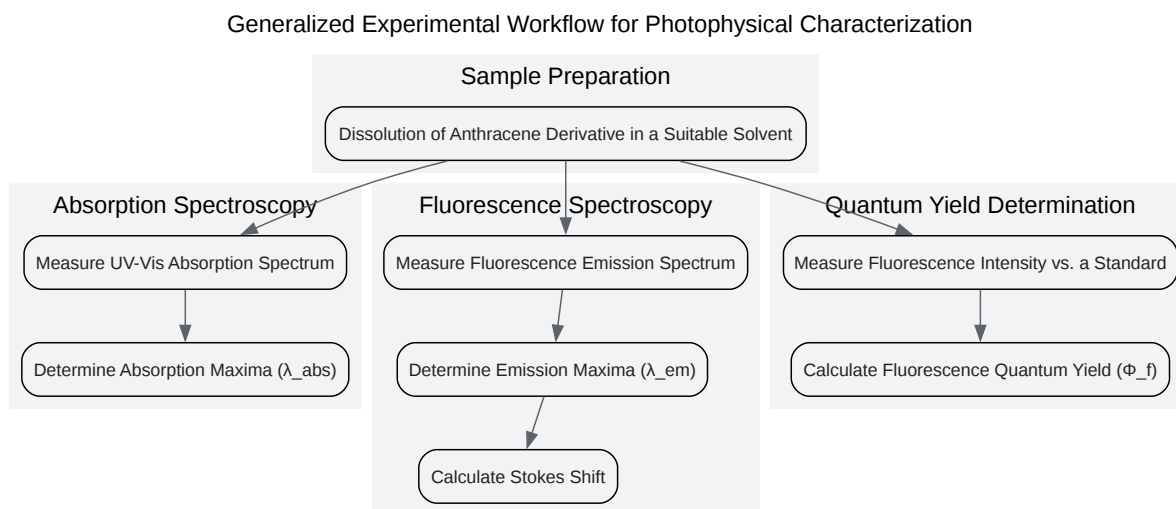 Generalized Experimental Workflow for Photophysical Characterization
Sample Preparation
Dissolution of Anthracene Derivative in a Suitable Solvent
Absorption Spectroscopy
Measure UV-Vis Absorption Spectrum
Determine Absorption Maxima (λ_abs)
Fluorescence Spectroscopy
Measure Fluorescence Emission Spectrum
Determine Emission Maxima (λ_em)
Calculate Stokes Shift
Quantum Yield Determination
Measure Fluorescence Intensity vs. a Standard
Calculate Fluorescence Quantum Yield (Φ_f)